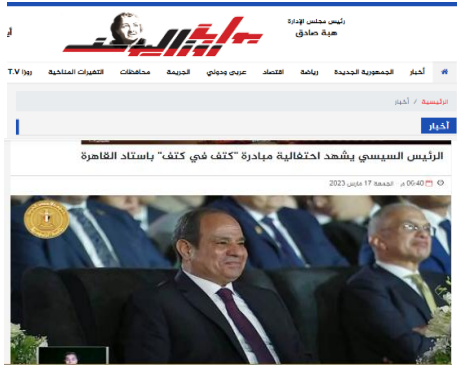 رئيس مجلس الإدارة
هبة صادق
أخبار الجمهورية الجديدة رياضة اقتصاد عربى ودولي الجريمة محافظات التغيرات المناخية روزا T.V
الرئيسية / أخبار
أخبار
الرئيس السيسي يشهد احتفالية مبادرة "كتف في كتف" باستاد القاهرة
06:40 م - الجمعة 17 مارس 2023